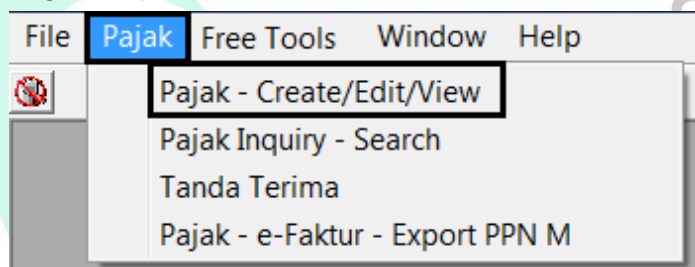 File Pajak Free Tools Window Help
Pajak - Create/Edit/View
Pajak Inquiry - Search
Tanda Terima
Pajak - e-Faktur - Export PPN M